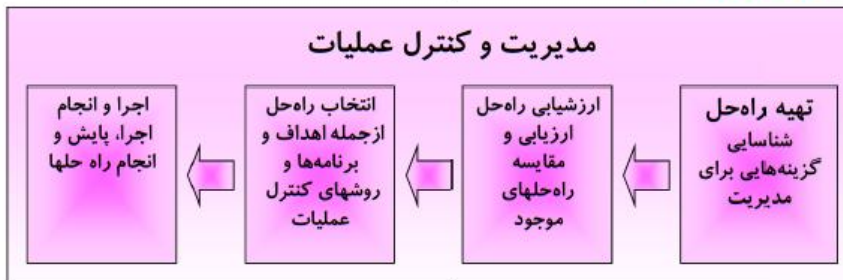 مدیریت و کنترل عملیات
تهیه راه‌حل
شناسایی
گزینه‌هایی برای
مدیریت
ارزشیابی راه‌حل
ارزیابی و
مقایسه
راه‌حلهای
موجود
انتخاب راه‌حل
ازجمله اهداف و
برنامه‌ها و
روشهای کنترل
عملیات
اجرا و انجام
اجرا، پایش و
انجام راه حلها